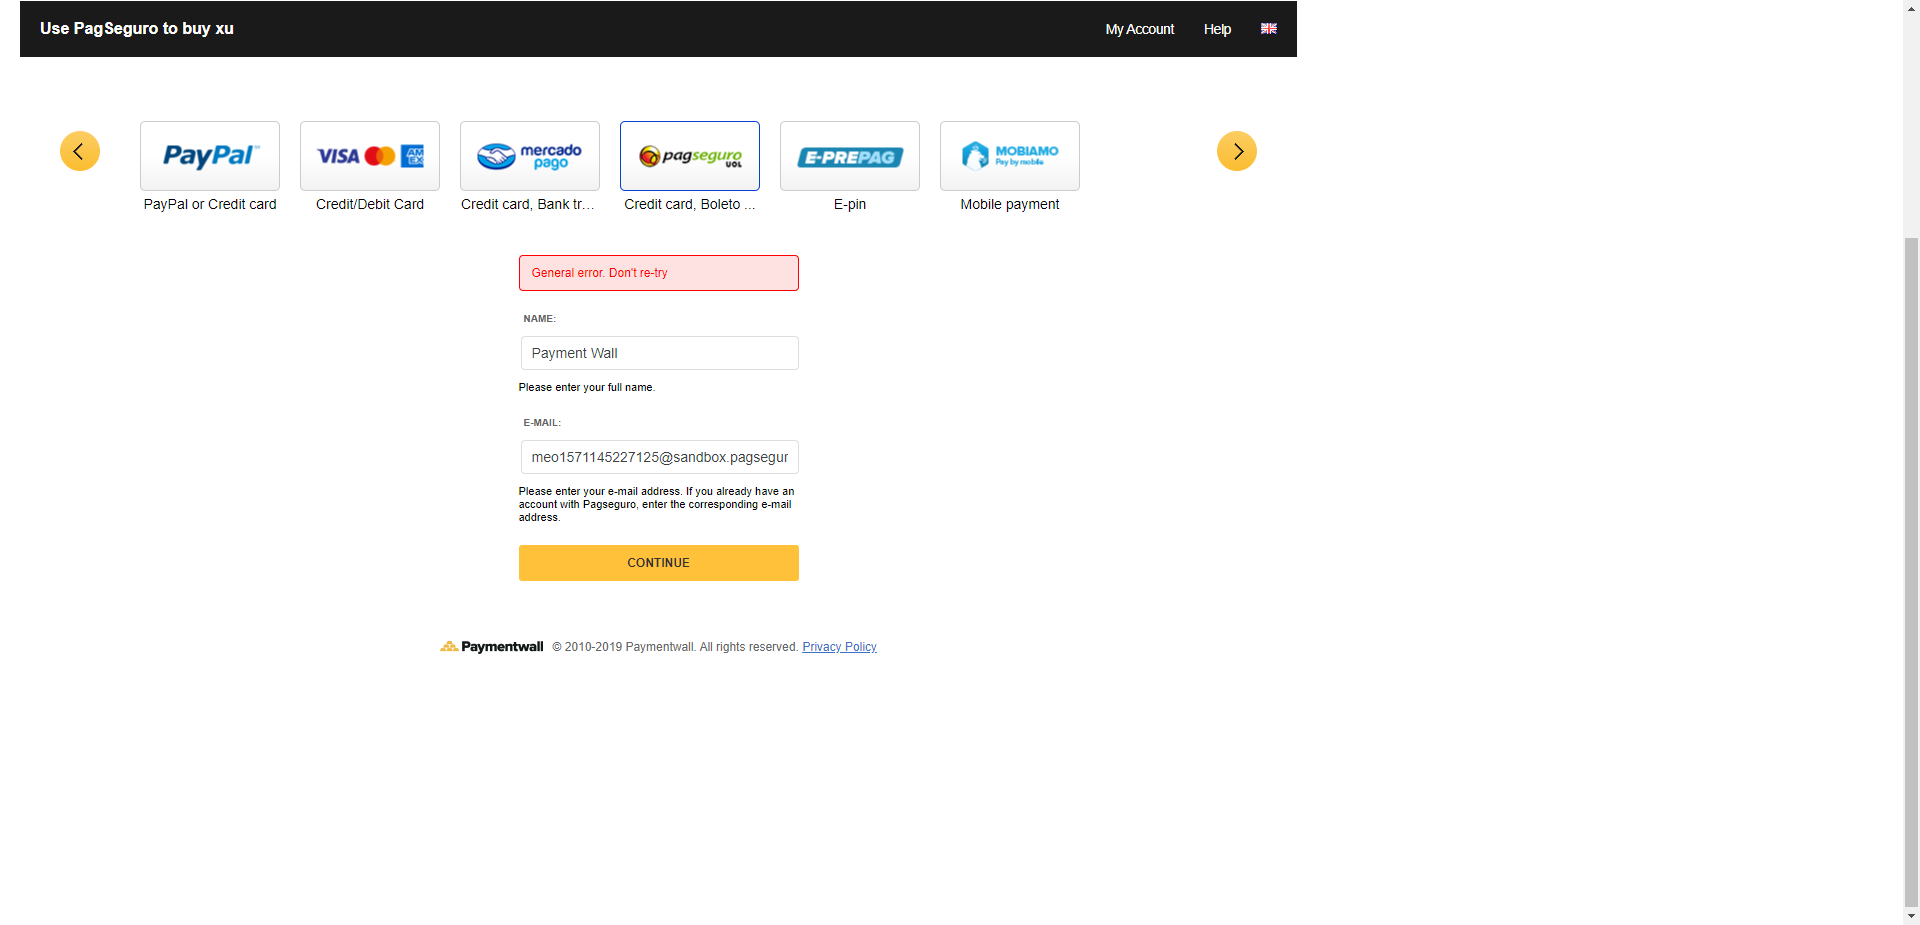 Use PagSeguro to buy xu
My Account
Help
PayPal
VISA
AM
EX
mercado
pago
pagseguro
UOL
E-PREPAG
MOBIAMO
Pay by mobile
PayPal or Credit card
Credit/Debit Card
Credit card, Bank tr...
Credit card, Boleto ...
E-pin
Mobile payment
General error. Don't re-try
NAME:
Payment Wall
Please enter your full name.
E-MAIL:
meo1571145227125@sandbox.pagsegur
Please enter your e-mail address. If you already have an
account with Pagseguro, enter the corresponding e-mail
address.
CONTINUE
Paymentwall © 2010-2019 Paymentwall. All rights reserved. Privacy Policy